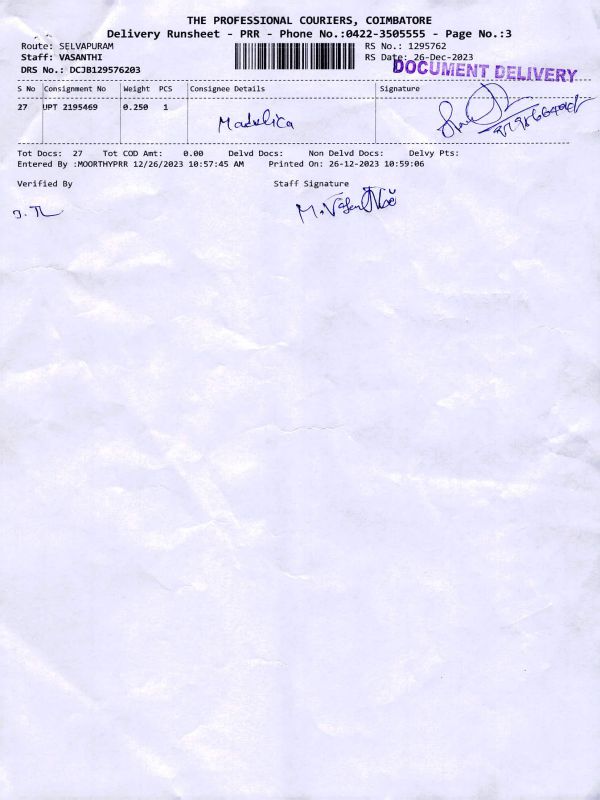 THE PROFESSIONAL COURIERS, COIMBATORE
Delivery Runsheet - PRR - Phone No.:0422-3505555 - Page No.:3
Route: SELVAPURAM RS No.: 1295762
Staff: VASANTHI RS Date: 26-Dec-2023
DRS No.: DCJB129576203 DOCUMENT DELIVERY
S No Consignment No Weight PCS Consignee Details Signature
27 UPT 2195469 0.250 1 Madelica
Tot Docs: 27 Tot COD Amt: 0.00 Delvd Docs: Non Delvd Docs: Delvy Pts:
Entered By :MOORTHYPRR 12/26/2023 10:57:45 AM Printed On: 26-12-2023 10:59:06
Verified By Staff Signature